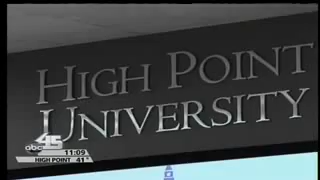 HIGH POINT
UNIVERSITY
abc 45
11:09
HIGH POINT 41°